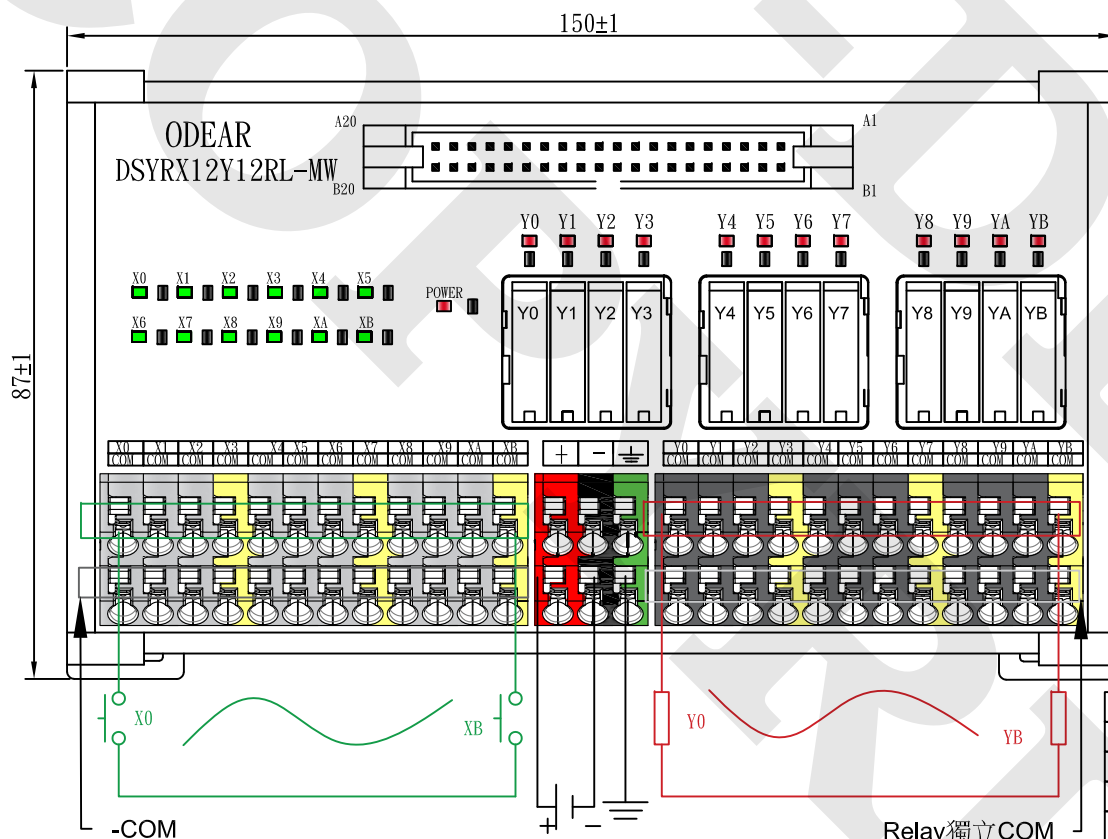 150±1
87±1
ODEAR
DSYRX12Y12RL-MW
A20
A1
B20
B1
Y0 Y1 Y2 Y3 Y4 Y5 Y6 Y7 Y8 Y9 YA YB
X0 X1 X2 X3 X4 X5
POWER
X6 X7 X8 X9 XA XB
Y0 Y1 Y2 Y3 Y4 Y5 Y6 Y7 Y8 Y9 YA YB
X0 X1 X2 X3 X4 X5 X6 X7 X8 X9 XA XB
COM COM COM COM COM COM COM COM COM COM COM COM
+ −
Y0 Y1 Y2 Y3 Y4 Y5 Y6 Y7 Y8 Y9 YA YB
COM COM COM COM COM COM COM COM COM COM COM COM
X0
XB
Y0
YB
+ −
-COM
Relay獨立COM